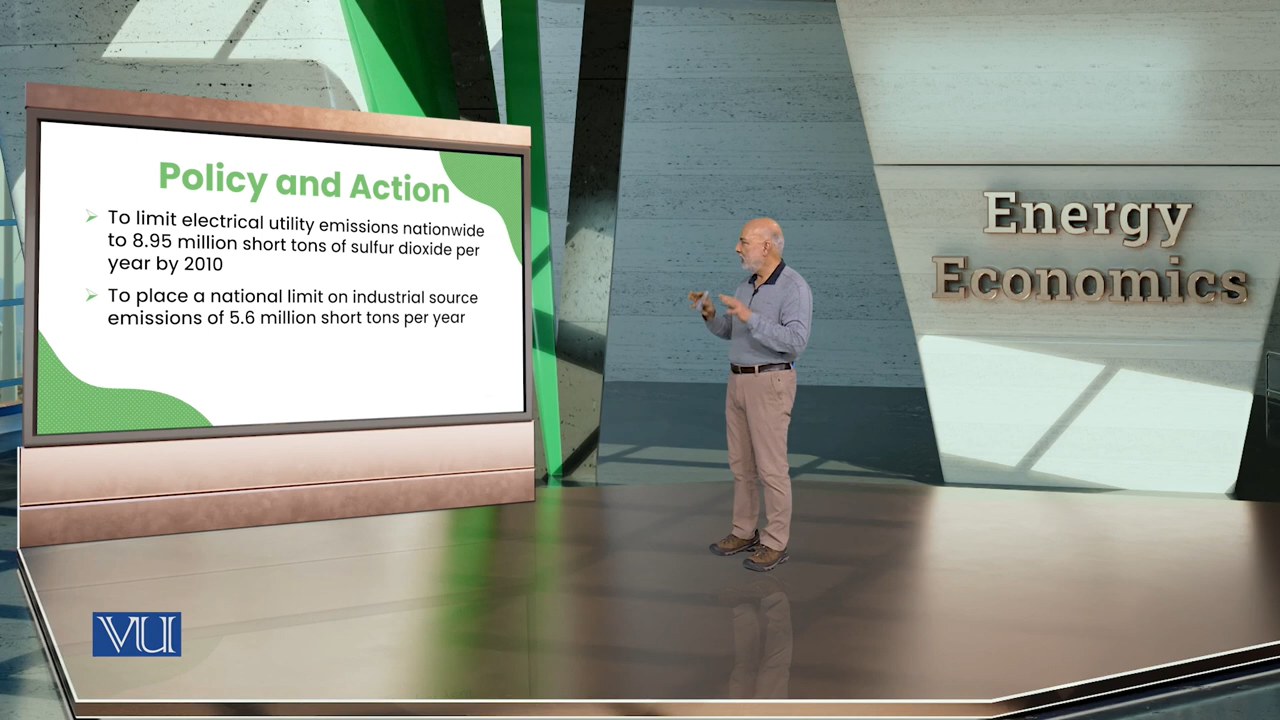 Policy and Action
To limit electrical utility emissions nationwide
to 8.95 million short tons of sulfur dioxide per
year by 2010
To place a national limit on industrial source
emissions of 5.6 million short tons per year
Energy
Economics
VU